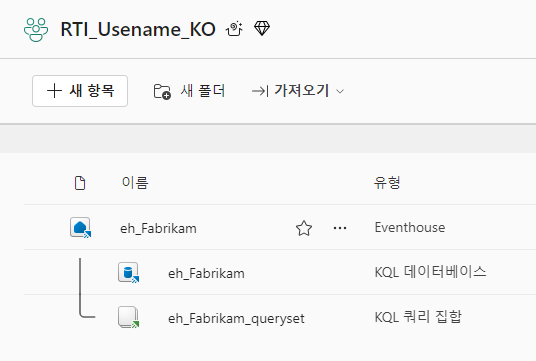 RTI_Usename_KO
새 항목 새 폴더 가져오기
이름 유형
eh_Fabrikam Eventhouse
eh_Fabrikam KQL 데이터베이스
eh_Fabrikam_queryset KQL 쿼리 집합